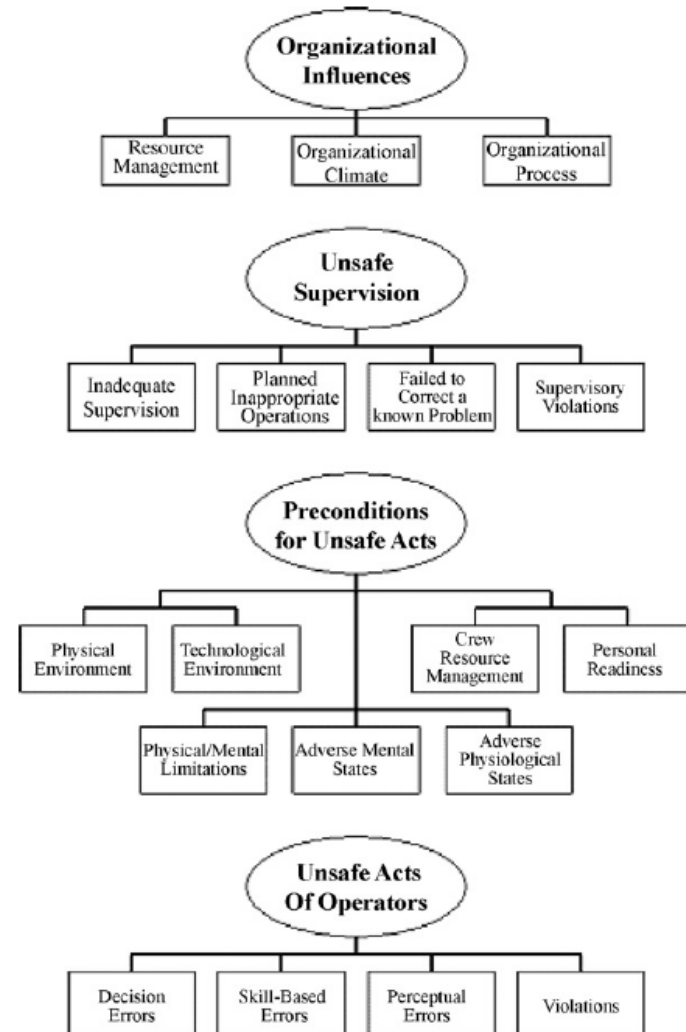 Organizational
Influences
Resource
Management
Organizational
Climate
Organizational
Process
Unsafe
Supervision
Inadequate
Supervision
Planned
Inappropriate
Operations
Failed to
Correct a
known Problem
Supervisory
Violations
Preconditions
for Unsafe Acts
Physical
Environment
Technological
Environment
Crew
Resource
Management
Personal
Readiness
Physical/Mental
Limitations
Adverse Mental
States
Adverse
Physiological
States
Unsafe Acts
Of Operators
Decision
Errors
Skill-Based
Errors
Perceptual
Errors
Violations